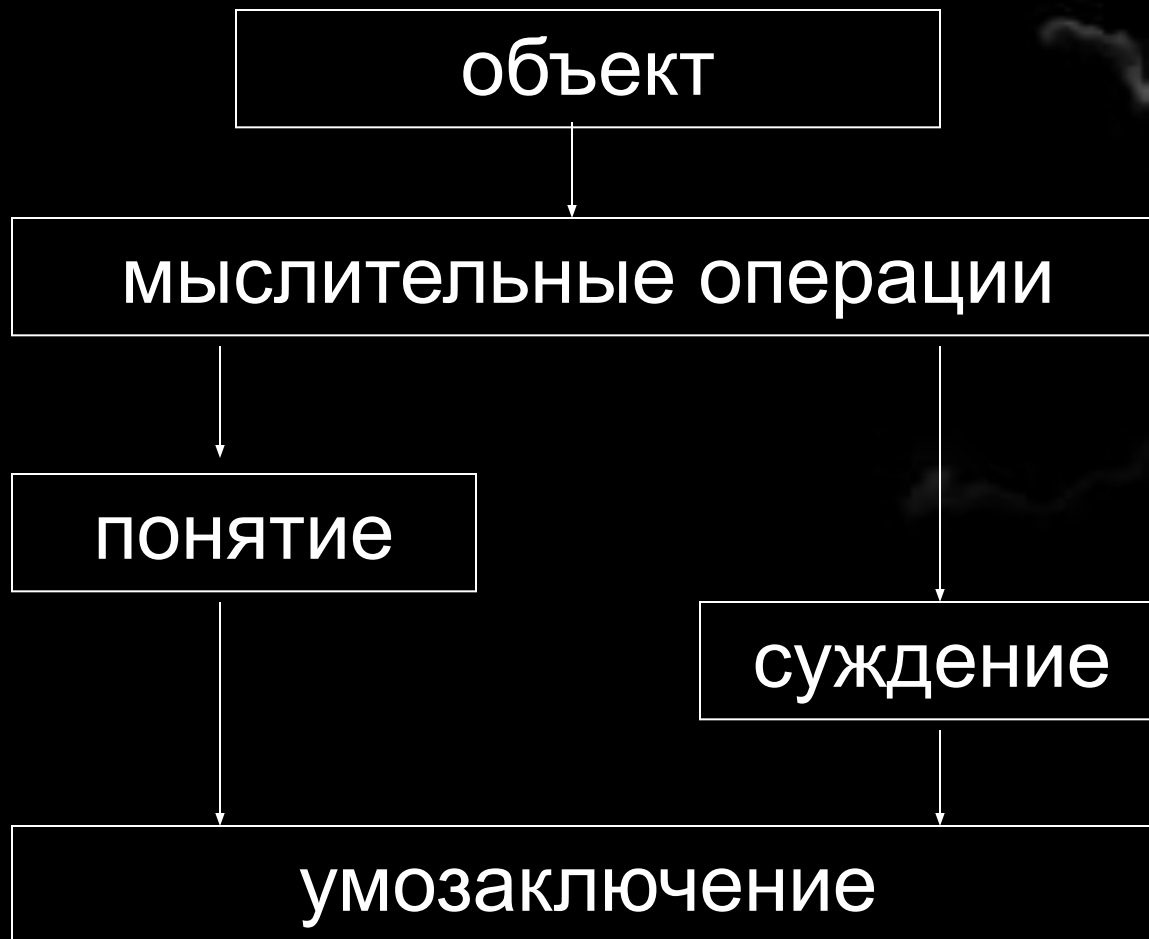 объект
мыслительные операции
понятие
суждение
умозаключение